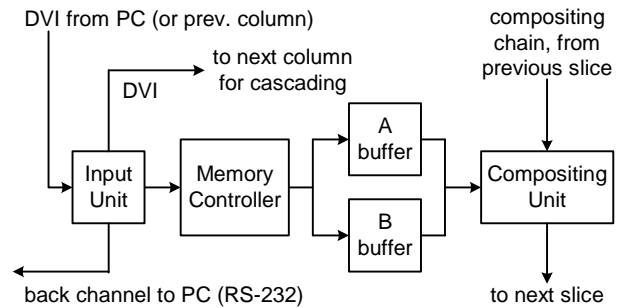 DVI from PC (or prev. column)
compositing
chain, from
previous slice
to next column
for cascading
DVI
A
buffer
Input
Unit
Memory
Controller
Compositing
Unit
B
buffer
back channel to PC (RS-232)
to next slice